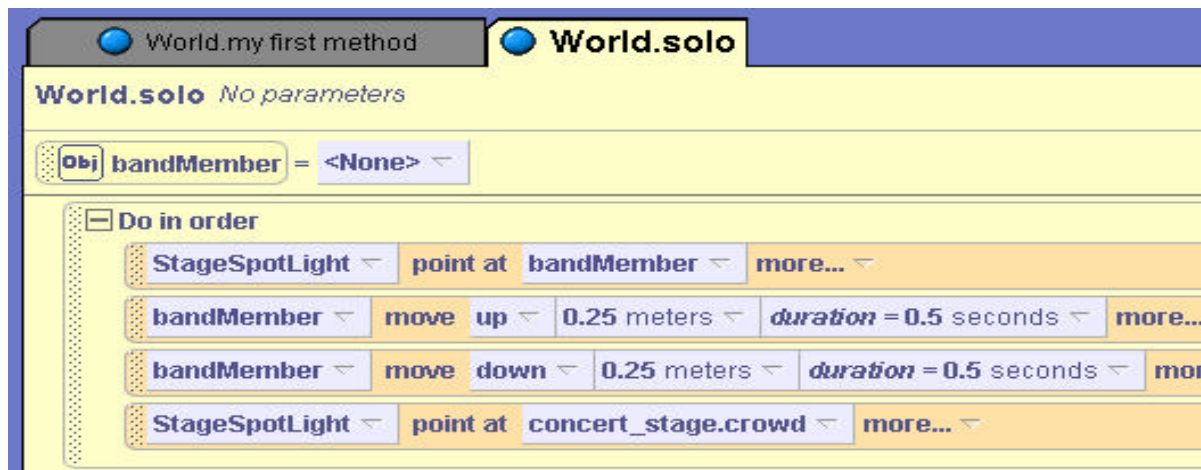 World.my first method World.solo
World.solo No parameters
Obj bandMember = <None>
Do in order
StageSpotLight point at bandMember more...
bandMember move up 0.25 meters duration = 0.5 seconds more...
bandMember move down 0.25 meters duration = 0.5 seconds
StageSpotLight point at concert_stage.crowd more...